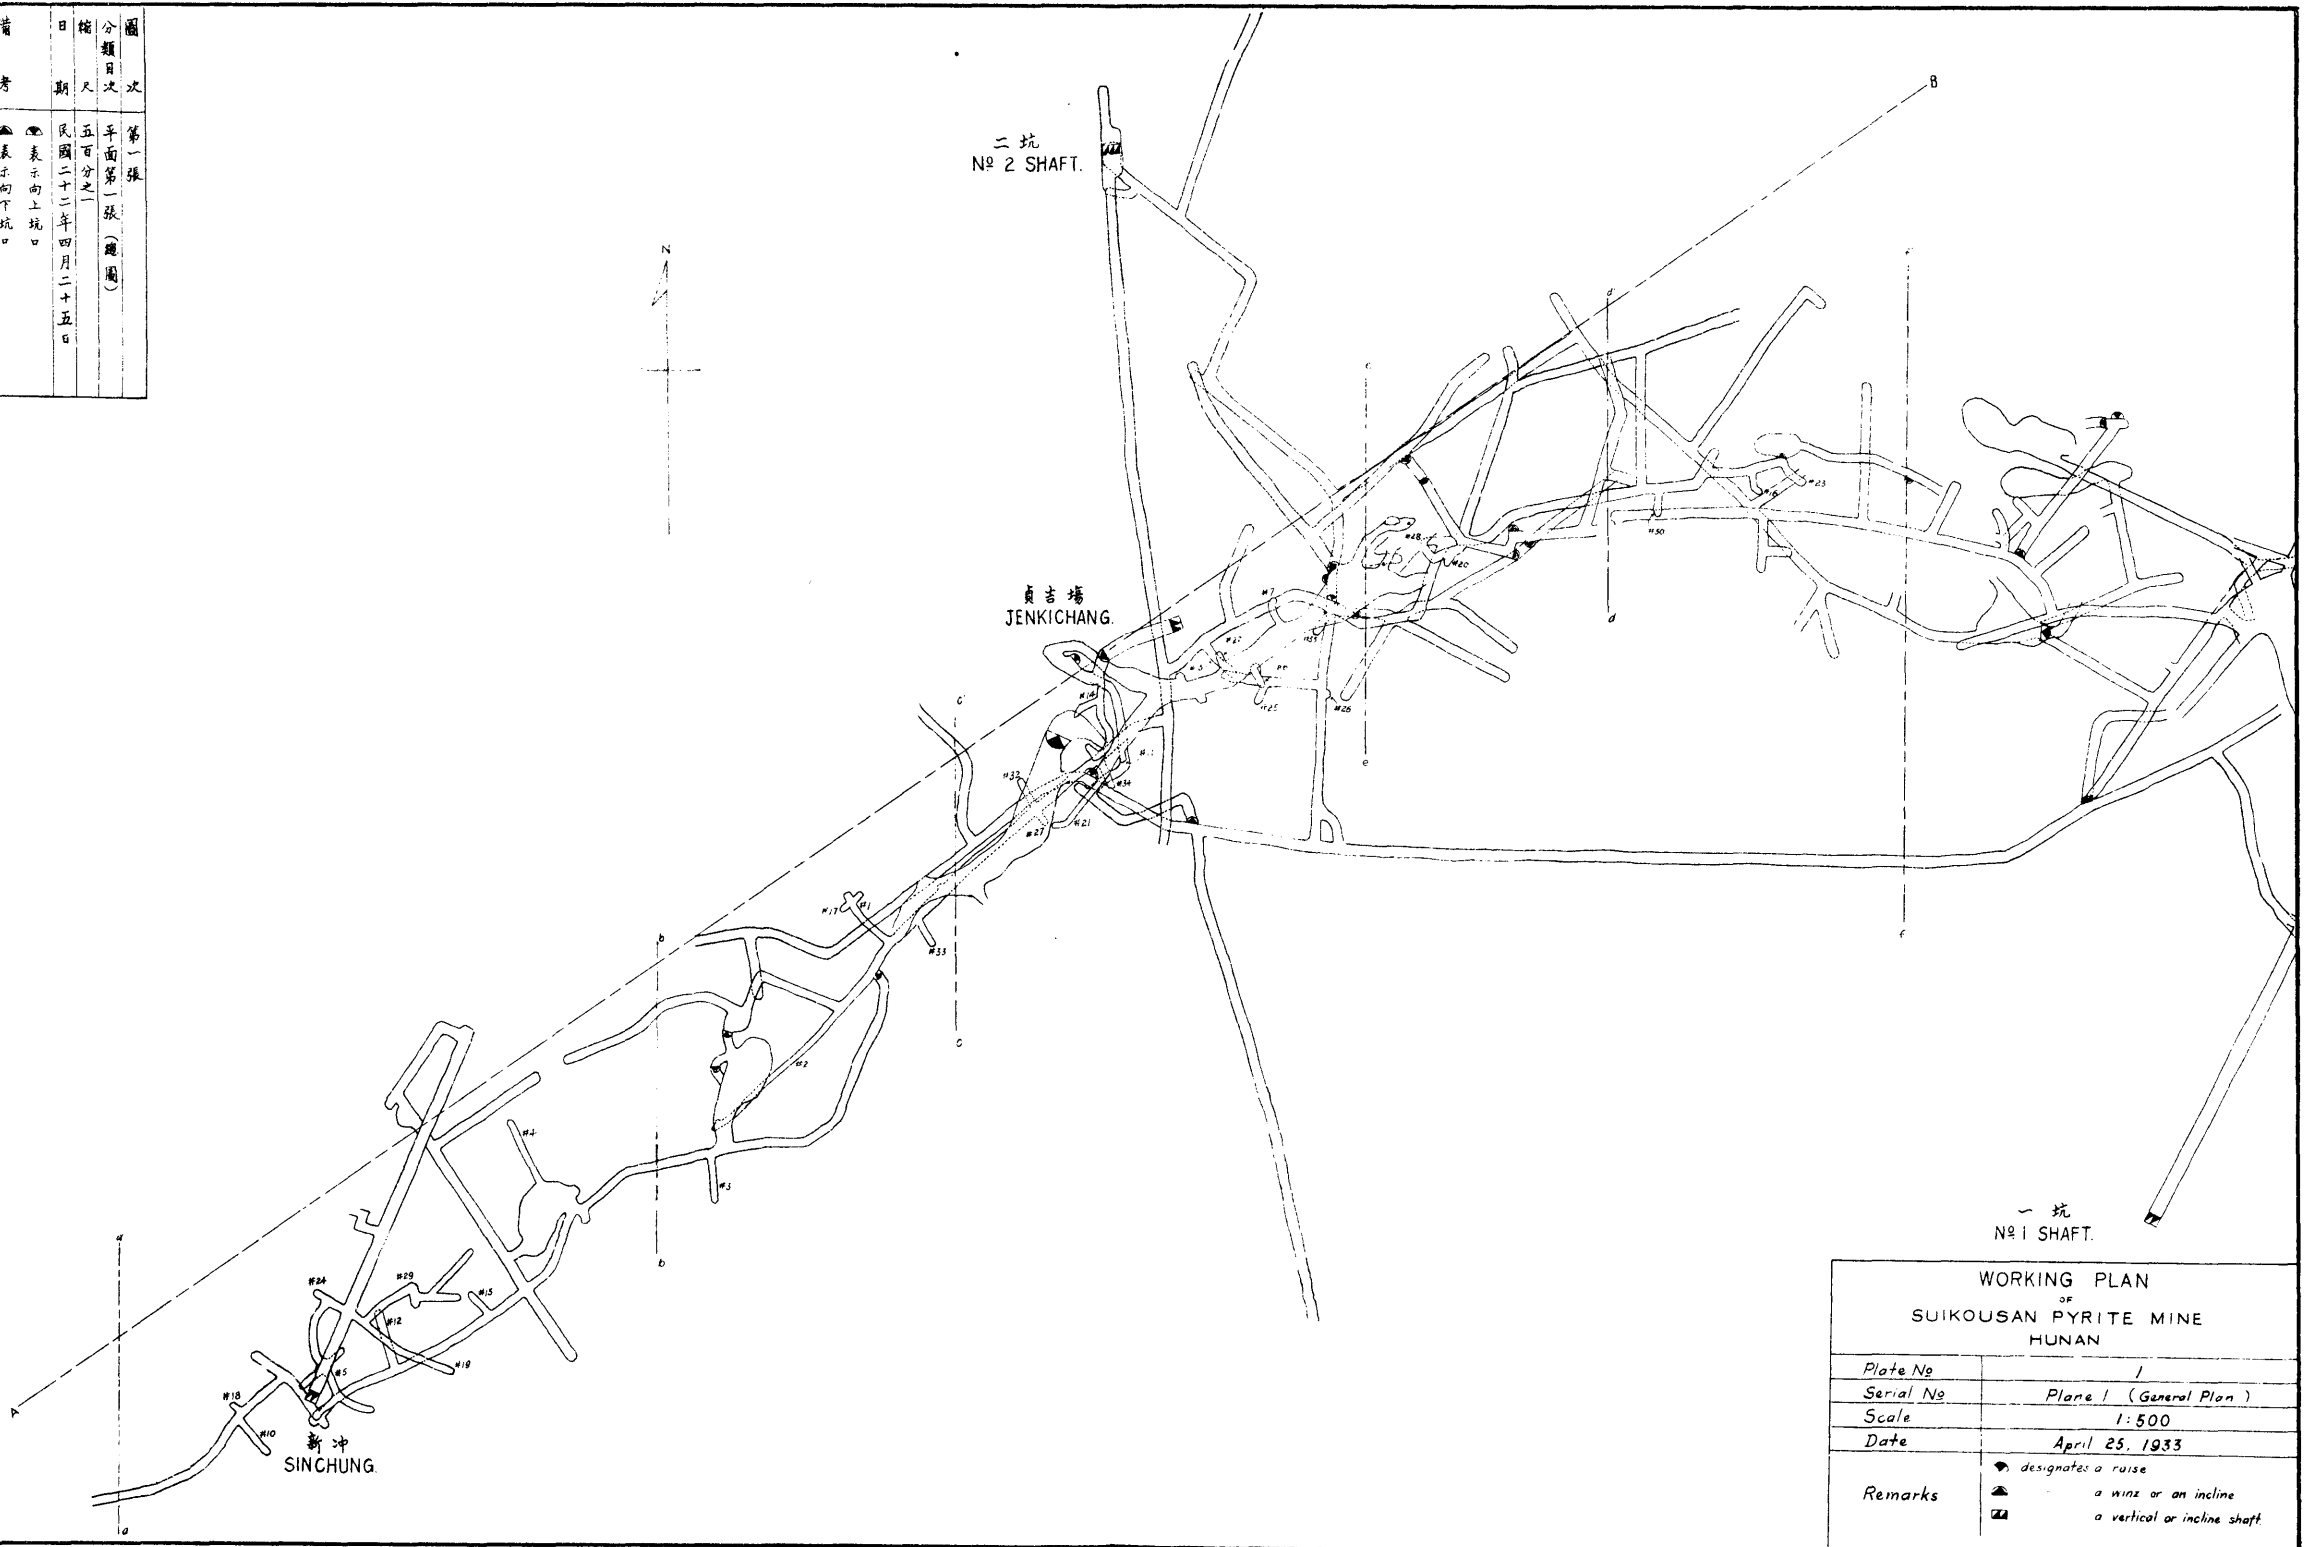 圖次 第一張
分類目次 平面第一張（總圖）
縮尺 五百分之一
日期 民國二十二年四月二十五日
備考 表示向上坑口
表示向下坑口
N
二坑
Nº 2 SHAFT.
B
f
d'
e
貞吉塲
JENKICHANG.
#16
#23
#30
#28
#20
#7
#22
#25
#26
d
c'
#14
e
#32
#34
#27
#21
#17
#1
#33
b
f
c
#2
#4
#3
一坑
Nº 1 SHAFT.
a
b
#24
#29
#15
#12
#19
#5
#18
#10
A
新冲
SINCHUNG.
a
WORKING PLAN
OF
SUIKOUSAN PYRITE MINE
HUNAN
Plate Nº 1
Serial Nº Plane 1 (General Plan)
Scale 1:500
Date April 25, 1933
Remarks designates a raise
a winz or an incline
a vertical or incline shaft.